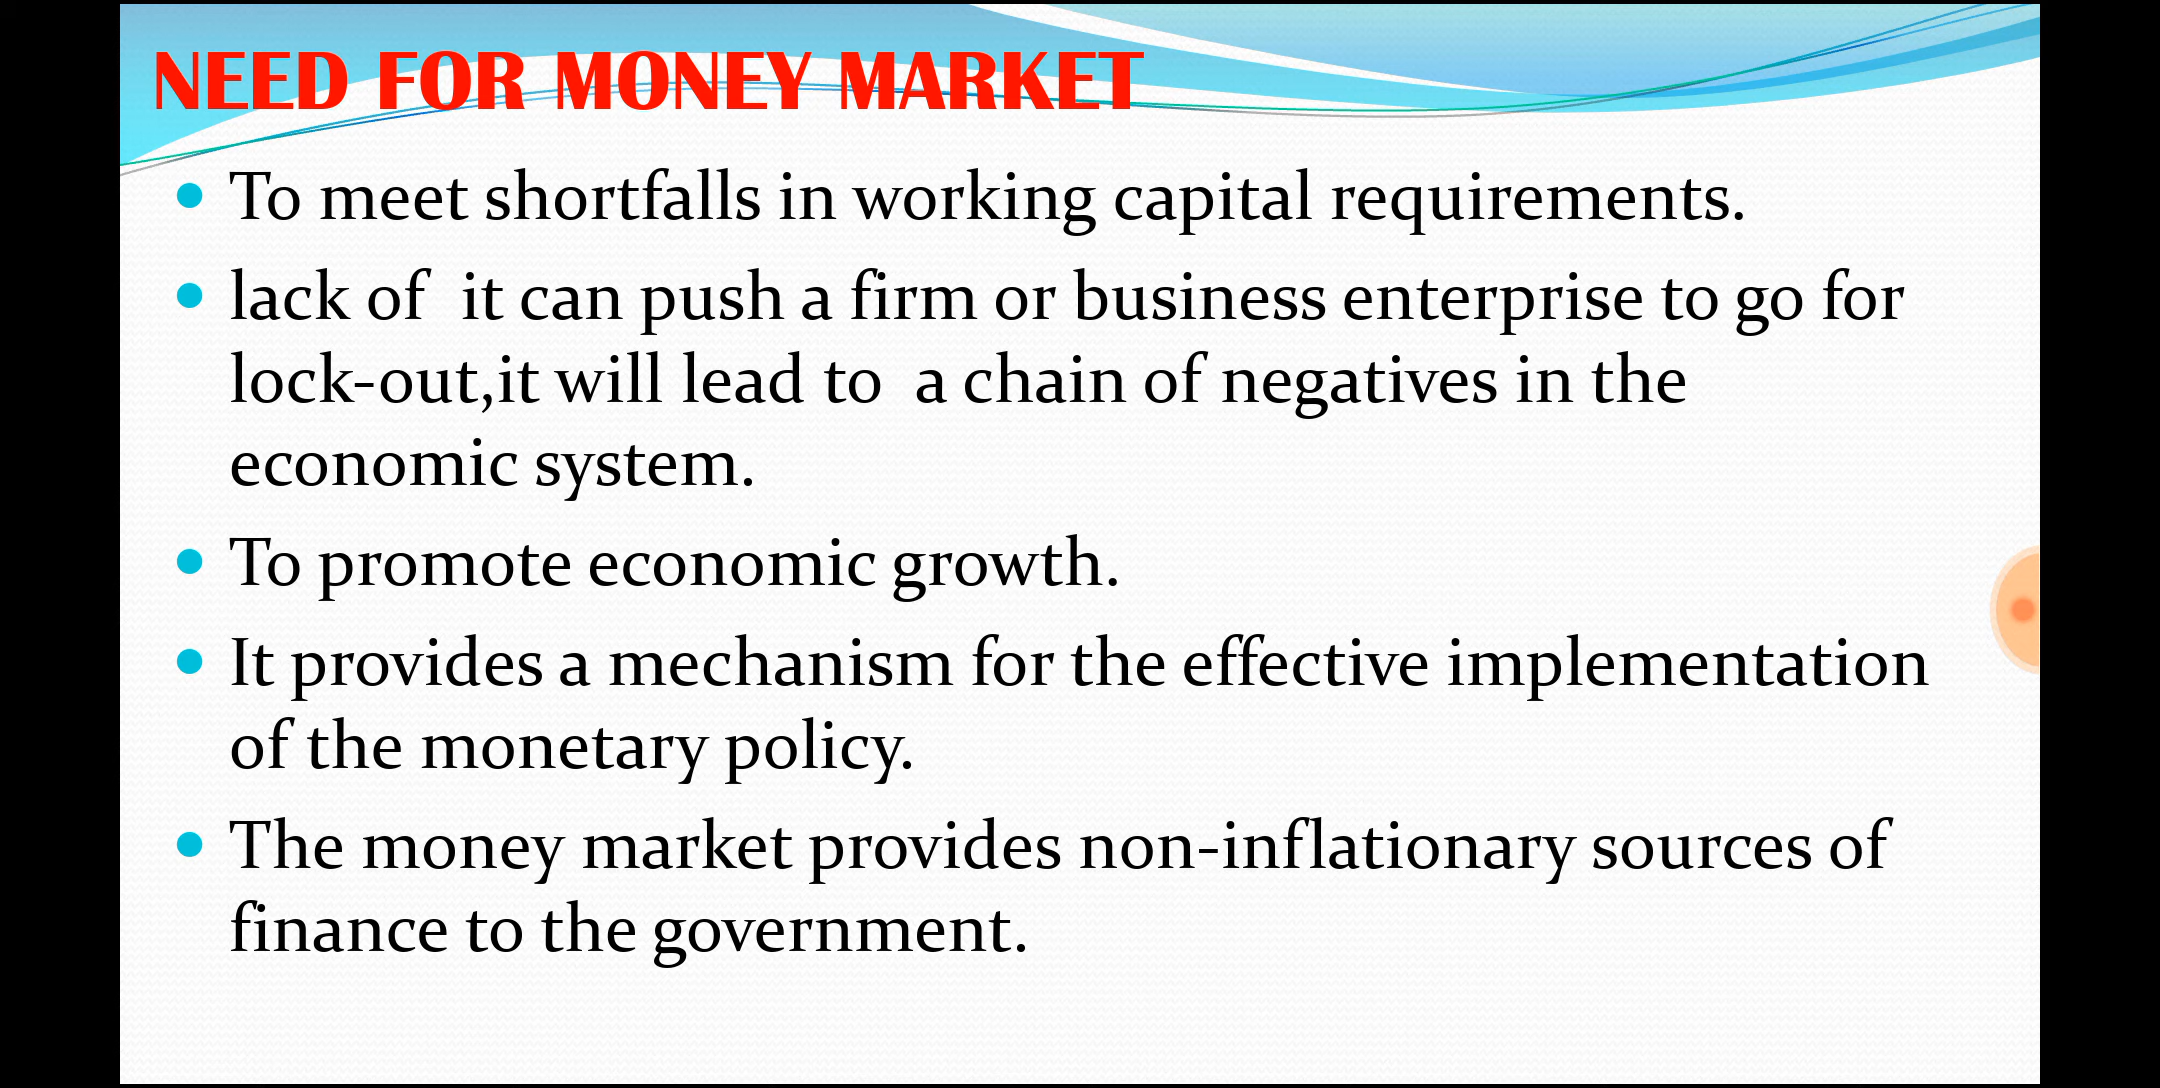 NEED FOR MONEY MARKET
To meet shortfalls in working capital requirements.
lack of  it can push a firm or business enterprise to go for
lock-out,it will lead to  a chain of negatives in the
economic system.
To promote economic growth.
It provides a mechanism for the effective implementation
of the monetary policy.
The money market provides non-inflationary sources of
finance to the government.